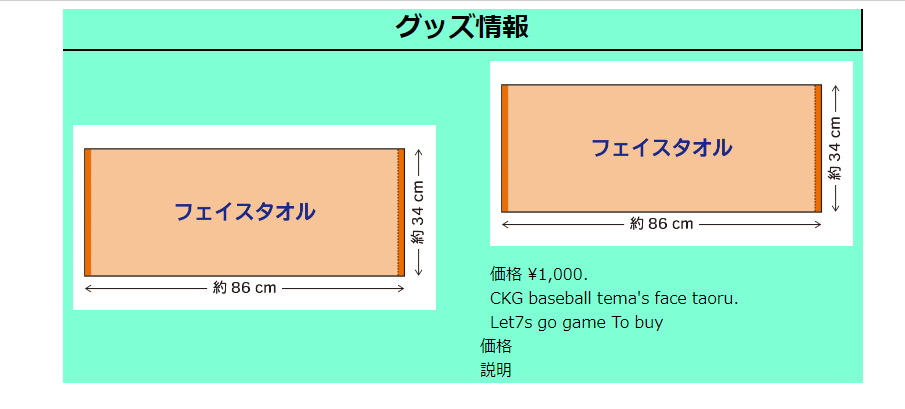 グッズ情報
フェイスタオル
約 34 cm
約 86 cm
フェイスタオル
約 34 cm
約 86 cm
価格 ¥1,000.
CKG baseball tema's face taoru.
Let7s go game To buy
価格
説明